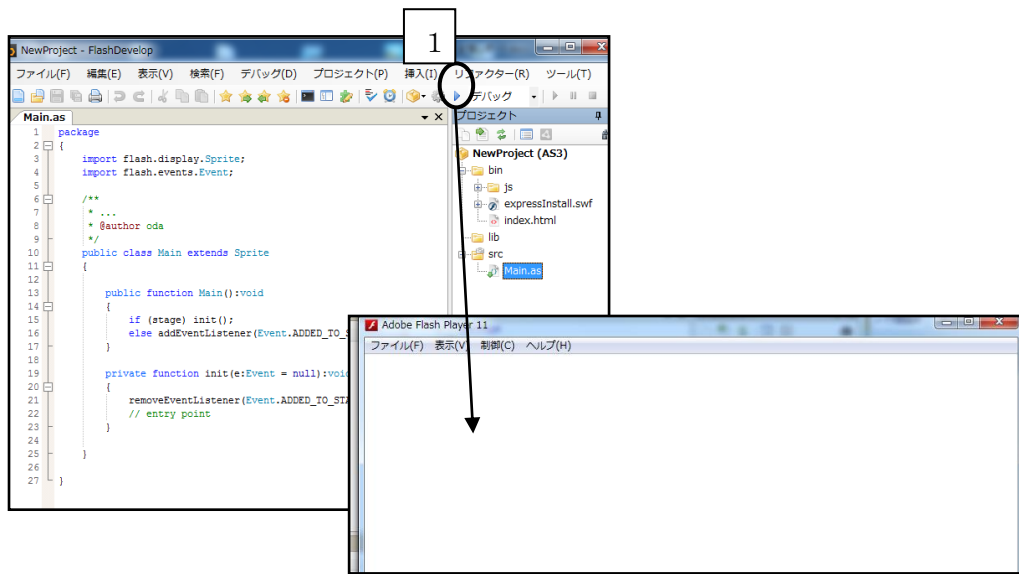 1
NewProject - FlashDevelop
ファイル(F) 編集(E) 表示(V) 検索(F) デバッグ(D) プロジェクト(P) 挿入(I) リファクター(R) ツール(T)
デバッグ
Main.as
1 package
2 {
3 import flash.display.Sprite;
4 import flash.events.Event;
5
6 /**
7 * ...
8 * @author oda
9 */
10 public class Main extends Sprite
11 {
12
13 public function Main():void
14 {
15 if (stage) init();
16 else addEventListener(Event.ADDED_TO_S
17 }
18
19 private function init(e:Event = null):voic
20 {
21 removeEventListener(Event.ADDED_TO_STA
22 // entry point
23 }
24
25 }
26
27 }
プロジェクト
NewProject (AS3)
bin
js
expressInstall.swf
index.html
lib
src
Main.as
Adobe Flash Player 11
ファイル(F) 表示(V) 制御(C) ヘルプ(H)